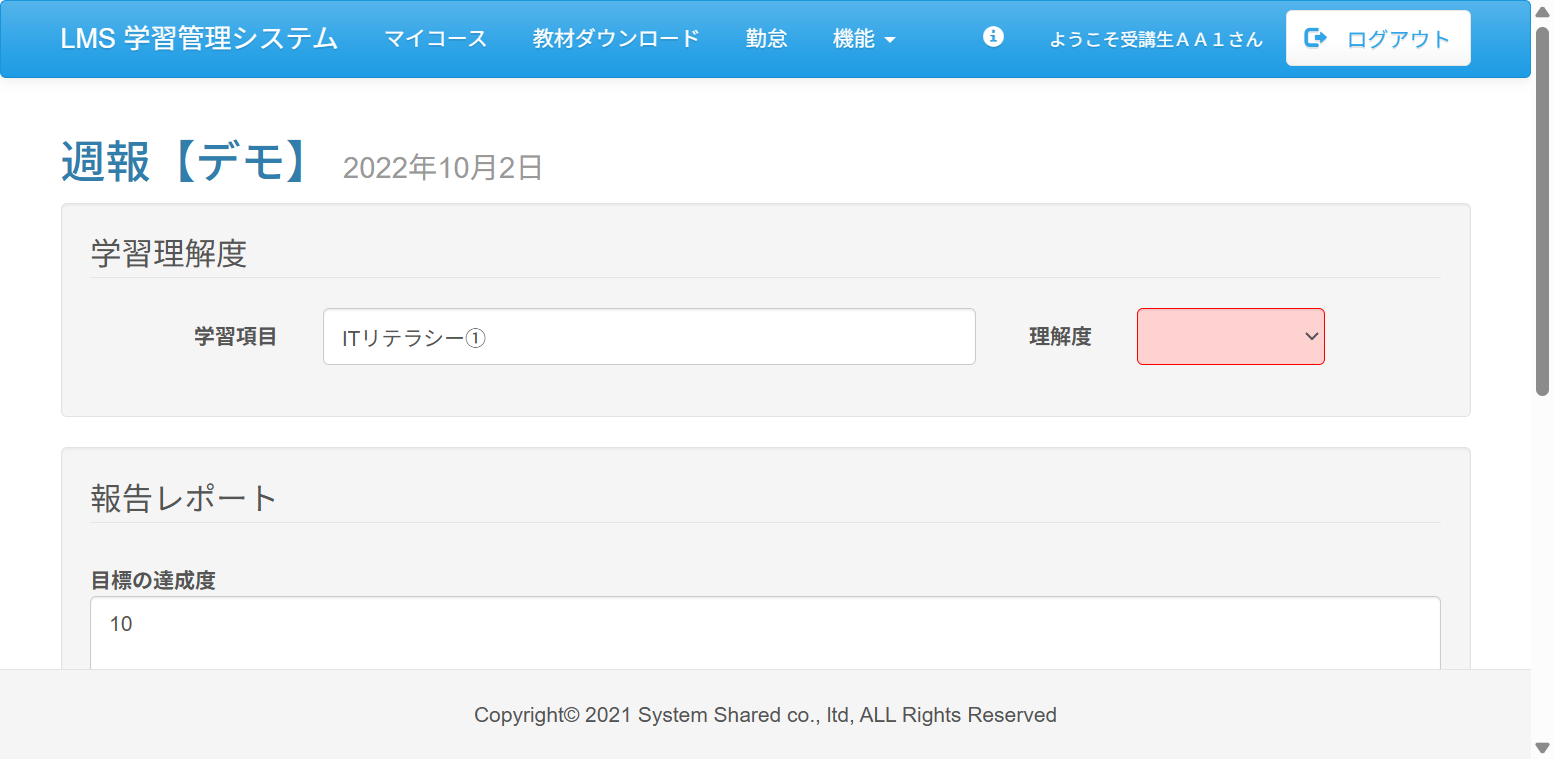 LMS 学習管理システム マイコース 教材ダウンロード 勤怠 機能 ようこそ受講生ＡＡ１さん ログアウト
週報【デモ】 2022年10月2日
学習理解度
学習項目 ITリテラシー① 理解度
報告レポート
目標の達成度
10
Copyright© 2021 System Shared co., ltd, ALL Rights Reserved